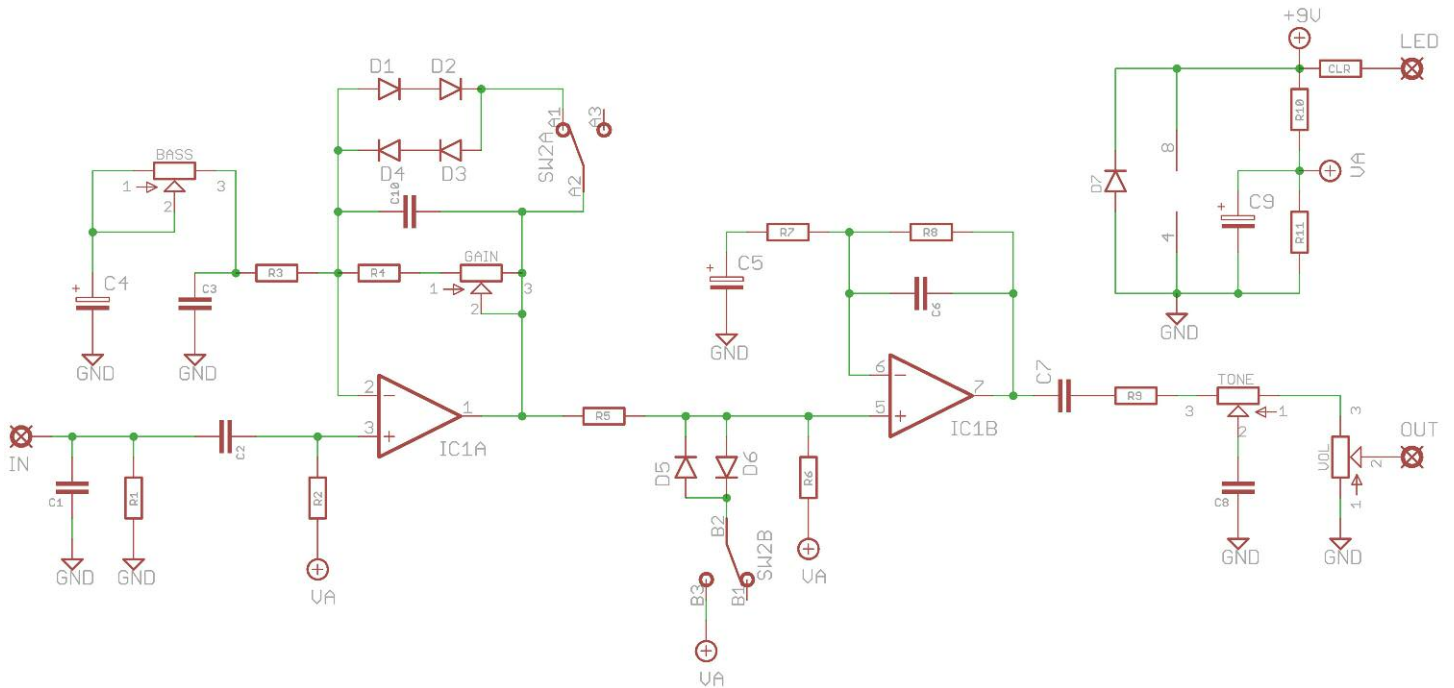 +9V
LED
CLR
D1 D2
A1 A3
SW2A
A2
D4 D3
R10
8
VA
D7
BASS
1 3
2
C10
C9
R11
4
GND
R7 R8
GAIN
R3 R4
1 3
2
C4
+
C3
GND GND
C5
+
GND
C6
+
2 -
1
3 +
IC1A
6 -
7
5 +
IC1B
R5
C7
R9
TONE
3 1
2
3
VOL
2
1
OUT
IN
C1
R1
C2
R2
GND GND
VA
D5 D6
R6
B2
SW2B
B3 B1
VA
VA
C8
GND
GND